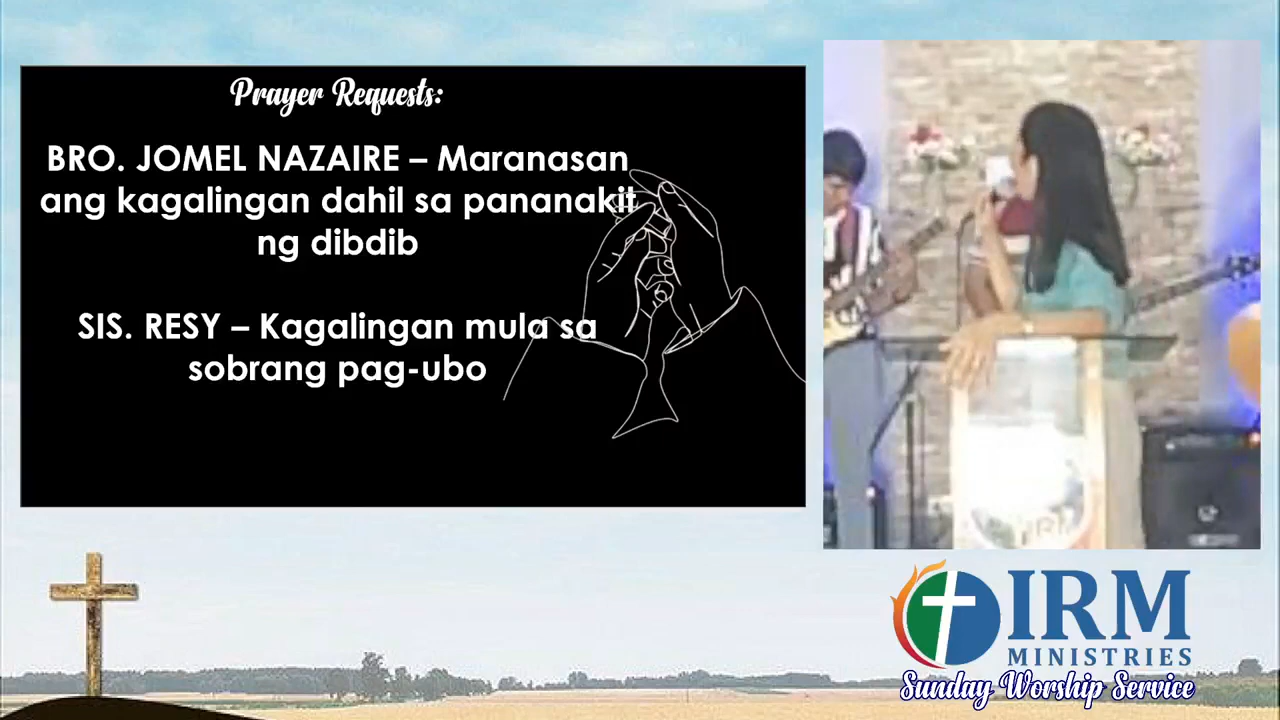 Prayer Requests:
BRO. JOMEL NAZAIRE – Maranasan
ang kagalingan dahil sa pananakit
ng dibdib
SIS. RESY – Kagalingan mula sa
sobrang pag-ubo
IRM
IRM
MINISTRIES
Sunday Worship Service